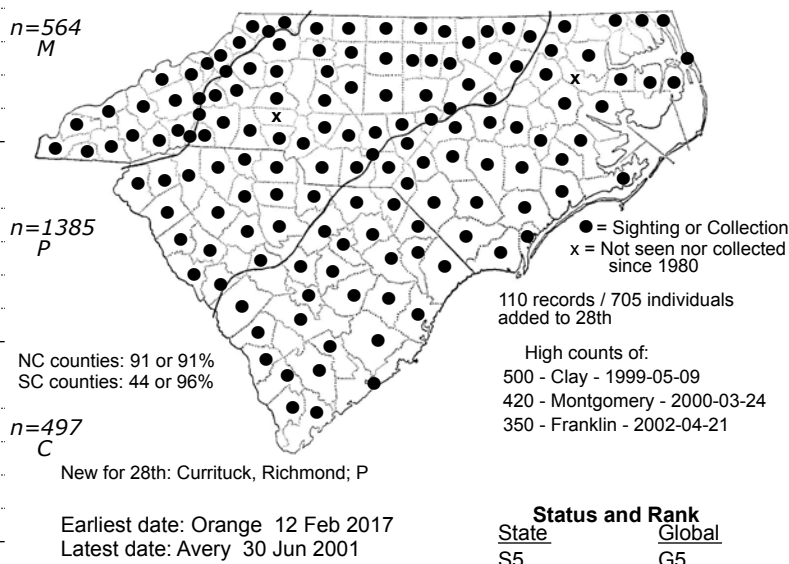 n=564
M
x
x
n=1385
P
● = Sighting or Collection
x = Not seen nor collected
since 1980
110 records / 705 individuals
added to 28th
NC counties: 91 or 91%
SC counties: 44 or 96%
High counts of:
500 - Clay - 1999-05-09
420 - Montgomery - 2000-03-24
350 - Franklin - 2002-04-21
n=497
C
New for 28th: Currituck, Richmond; P
Earliest date: Orange 12 Feb 2017
Latest date: Avery 30 Jun 2001
Status and Rank
State Global
S5 G5